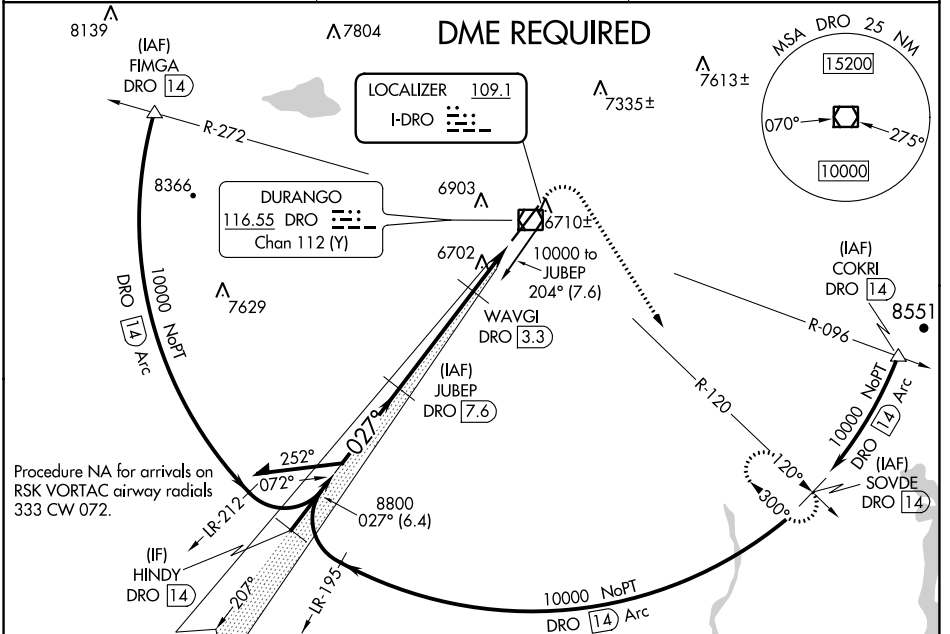 DME REQUIRED
8139
7804
(IAF)
FIMGA
DRO 14
LOCALIZER 109.1
I-DRO
7335±
7613±
MSA DRO 25 NM
15200
070°
275°
10000
R-272
8366
DURANGO
116.55 DRO
Chan 112 (Y)
6903
6710±
6702
10000 to
JUBEP
204° (7.6)
WAVGI
DRO 3.3
(IAF)
COKRI
DRO 14
8551
R-096
10000 NoPT
DRO 14 Arc
7629
(IAF)
JUBEP
DRO 7.6
R-120
10000 NoPT
DRO 14 Arc
027°
252°
072°
Procedure NA for arrivals on
RSK VORTAC airway radials
333 CW 072.
LR-212
8800
027° (6.4)
120°
300°
(IAF)
SOVDE
DRO 14
(IF)
HINDY
DRO 14
207°
LR-195
10000 NoPT
DRO 14 Arc